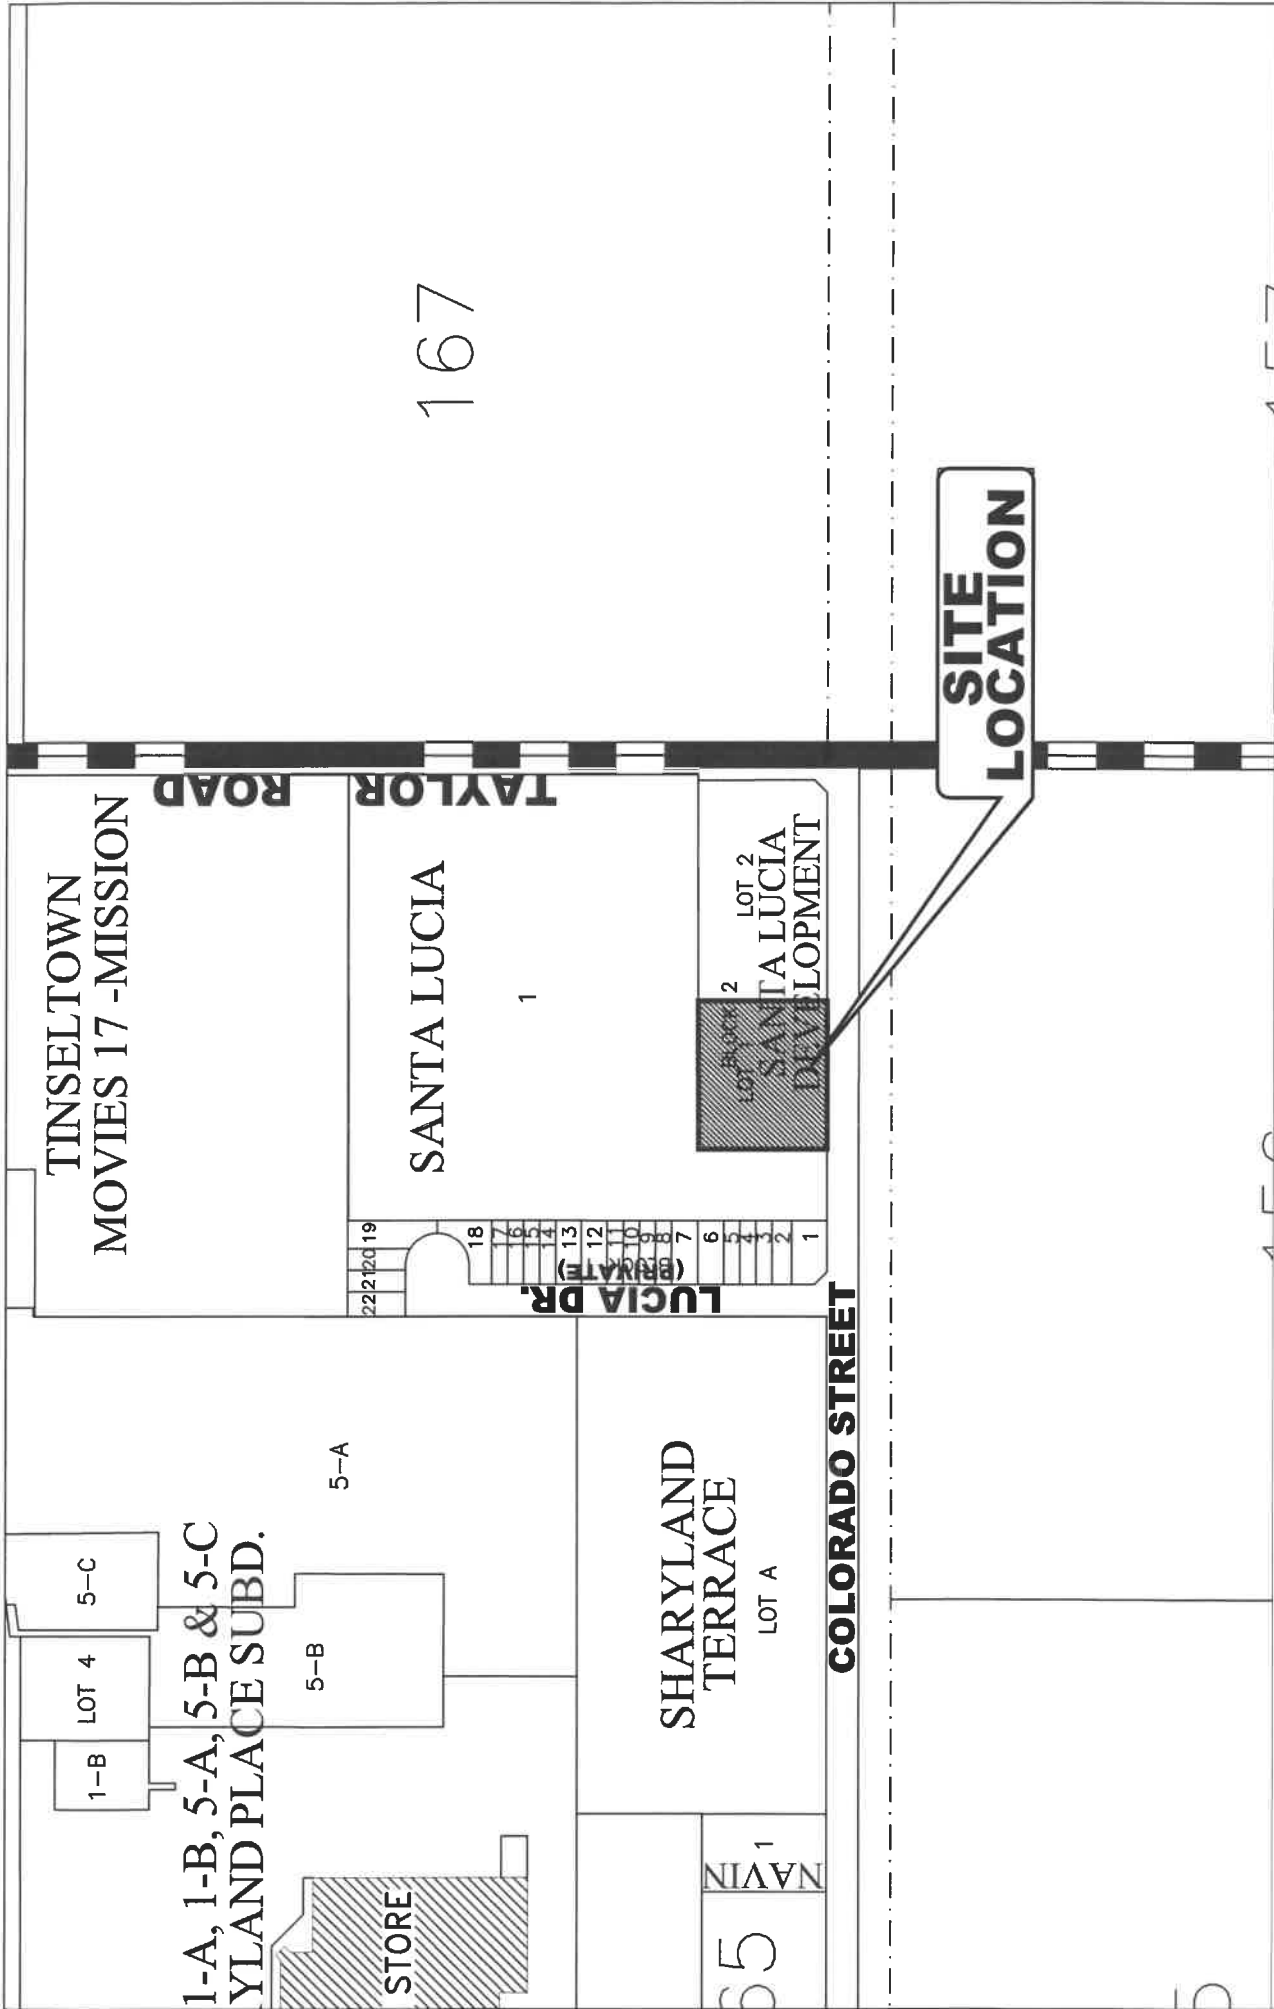 TINSELTOWN
MOVIES 17 -MISSION
167
TAYLOR ROAD
SANTA LUCIA
1
LOT 2
SANTA LUCIA
DEVELOPMENT
BLOCK 2
LOT 1
SITE
LOCATION
19
20
21
22
18
17
16
15
14
13
12
11
10
9
8
7
6
5
4
3
2
1
LUCIA DR.
(PRIVATE)
BLOCK
COLORADO STREET
5-A
5-C
LOT 4
5-B
1-B
1-A, 1-B, 5-A, 5-B & 5-C
YLAND PLACE SUBD.
SHARYLAND
TERRACE
LOT A
STORE
NAVIN
1
65
5